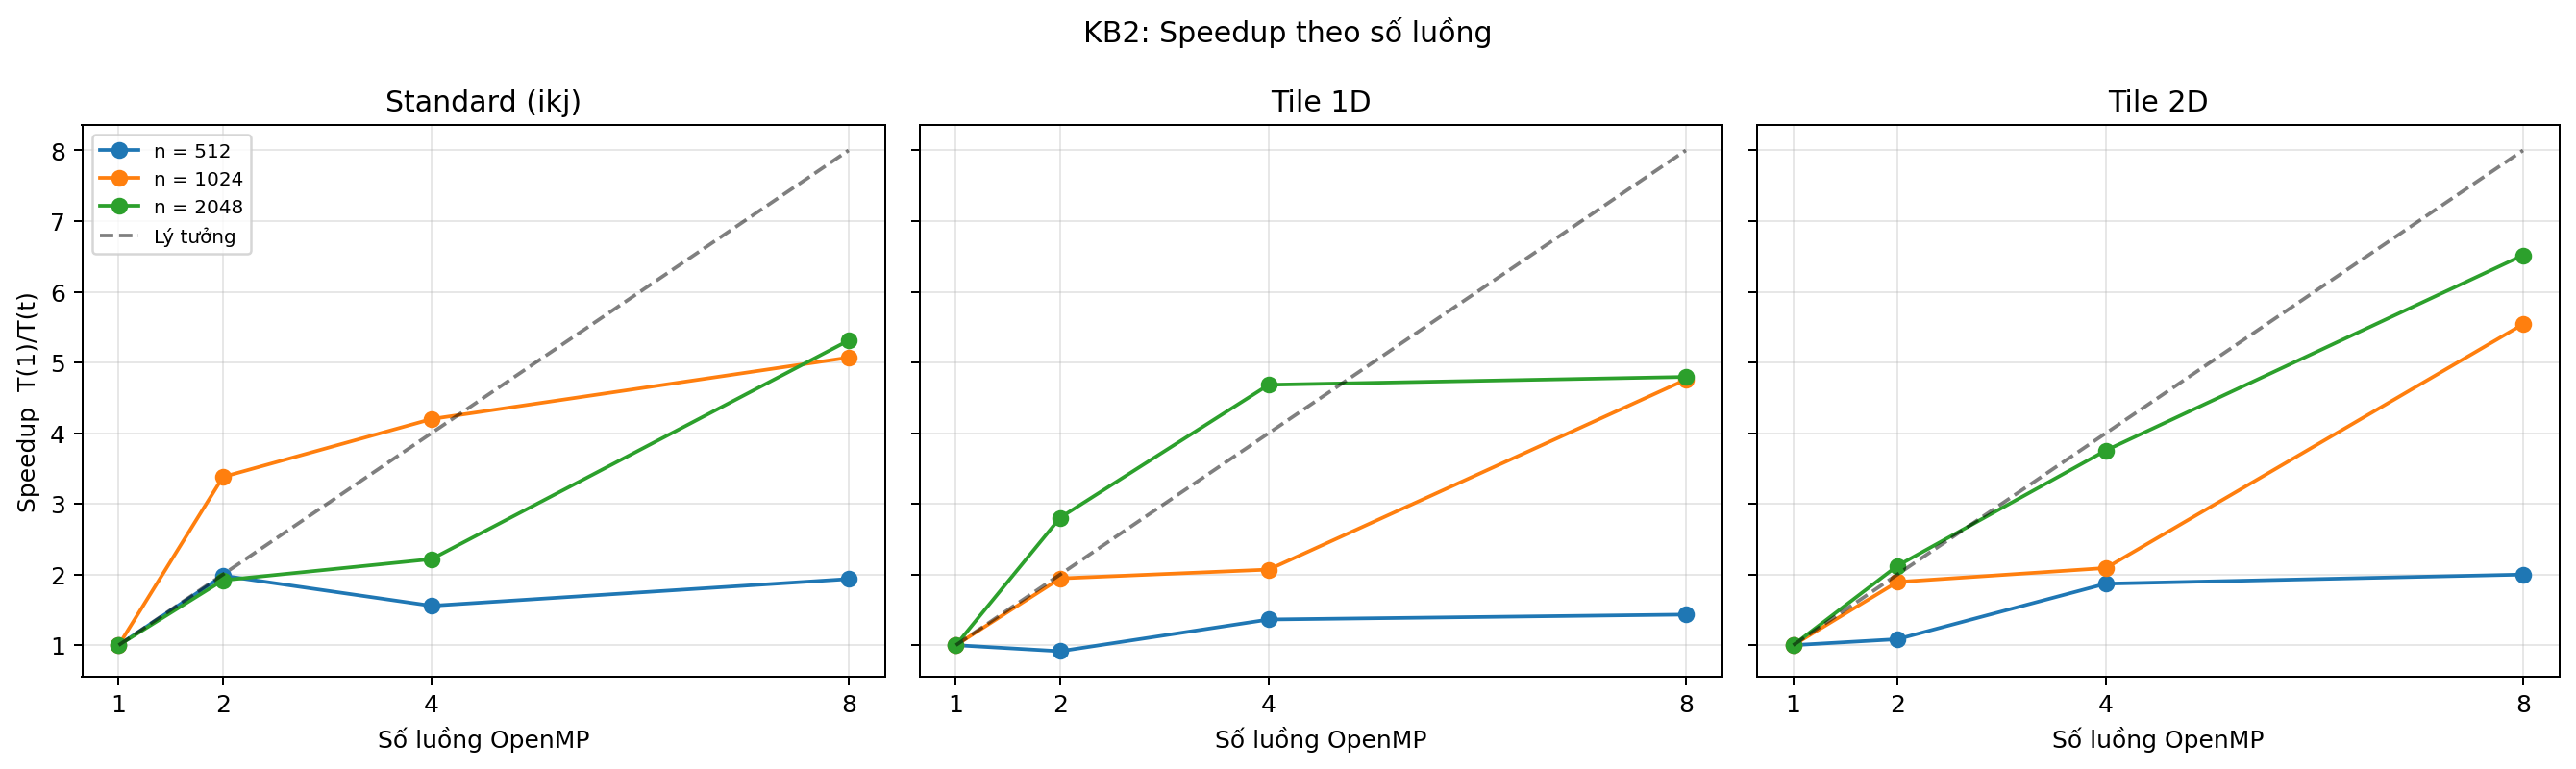 KB2: Speedup theo số luồng
Standard (ikj)
Speedup T(1)/T(t)
8
7
6
5
4
3
2
1
n = 512
n = 1024
n = 2048
Lý tưởng
1 2 4 8
Số luồng OpenMP
Tile 1D
1 2 4 8
Số luồng OpenMP
Tile 2D
1 2 4 8
Số luồng OpenMP